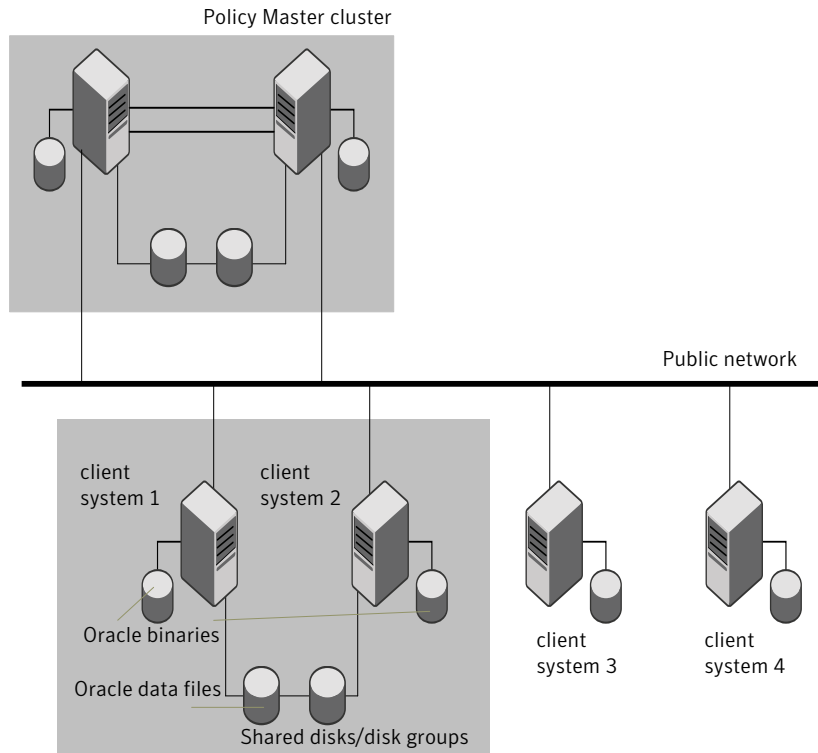 Policy Master cluster
Public network
client
system 1
client
system 2
Oracle binaries
client
system 3
client
system 4
Oracle data files
Shared disks/disk groups